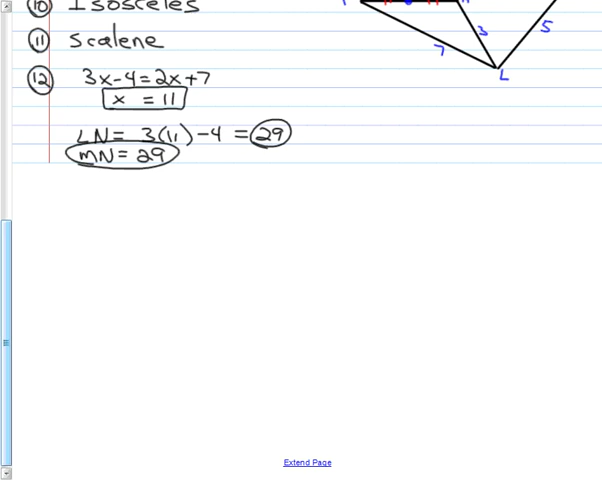 10 Isosceles
11 Scalene
5
3
7
L
12 3x-4=2x+7
x = 11
LN = 3(11) -4 = 29
MN = 29
Extend Page